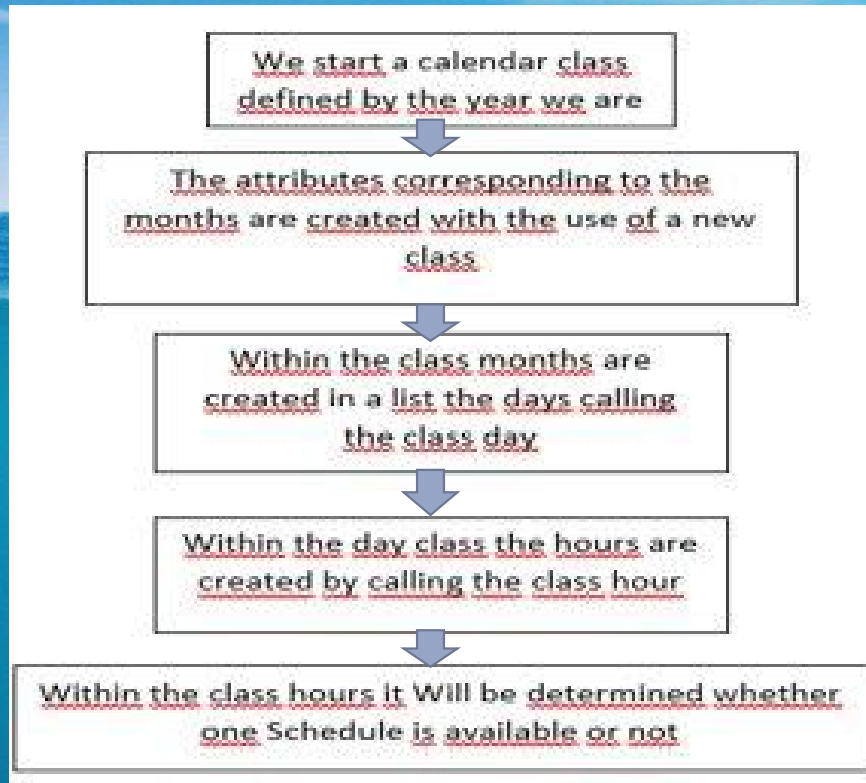 We start a calendar class
defined by the year we are
The attributes corresponding to the
months are created with the use of a new
class
Within the class months are
created in a list the days calling
the class day
Within the day class the hours are
created by calling the class hour
Within the class hours it Will be determined whether
one Schedule is available or not